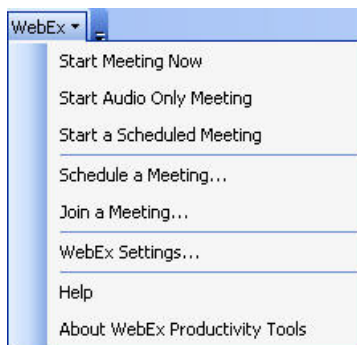 WebEx
Start Meeting Now
Start Audio Only Meeting
Start a Scheduled Meeting
Schedule a Meeting...
Join a Meeting...
WebEx Settings...
Help
About WebEx Productivity Tools